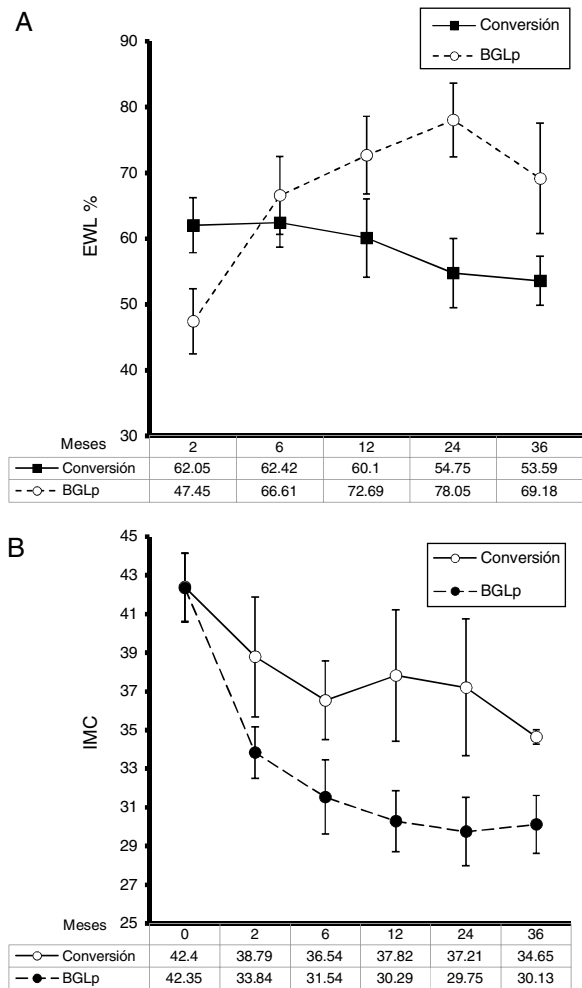 A
Conversión
BGLp
90
80
70
60
50
40
30
EWL %
Meses 2 6 12 24 36
Conversión 62.05 62.42 60.1 54.75 53.59
BGLp 47.45 66.61 72.69 78.05 69.18
B
Conversión
BGLp
45
43
41
39
37
35
33
31
29
27
25
IMC
Meses 0 2 6 12 24 36
Conversión 42.4 38.79 36.54 37.82 37.21 34.65
BGLp 42.35 33.84 31.54 30.29 29.75 30.13